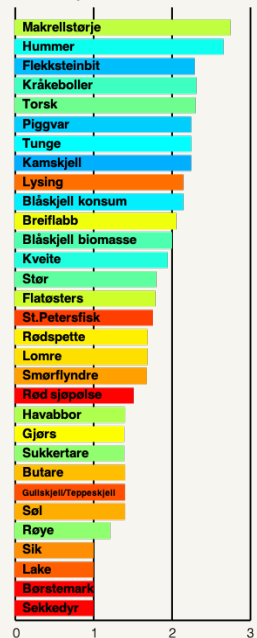 Makrellstørje
Hummer
Flekksteinbit
Kråkeboller
Torsk
Piggvar
Tunge
Kamskjell
Lysing
Blåskjell konsum
Breiflabb
Blåskjell biomasse
Kveite
Stør
Flatøsters
St.Petersfisk
Rødspette
Lomre
Smørflyndre
Rød sjøpølse
Havabbor
Gjørs
Sukkertare
Butare
Gullskjell/Teppeskjell
Søl
Røye
Sik
Lake
Børstemark
Sekkedyr
0 1 2 3